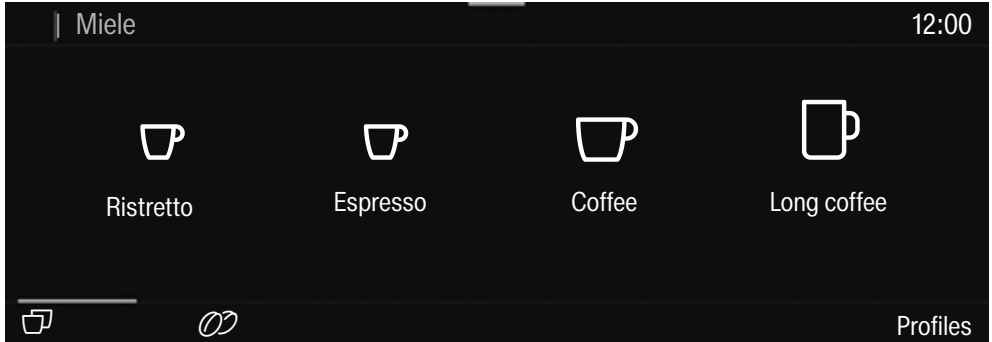 Miele
12:00
Ristretto
Espresso
Coffee
Long coffee
Profiles